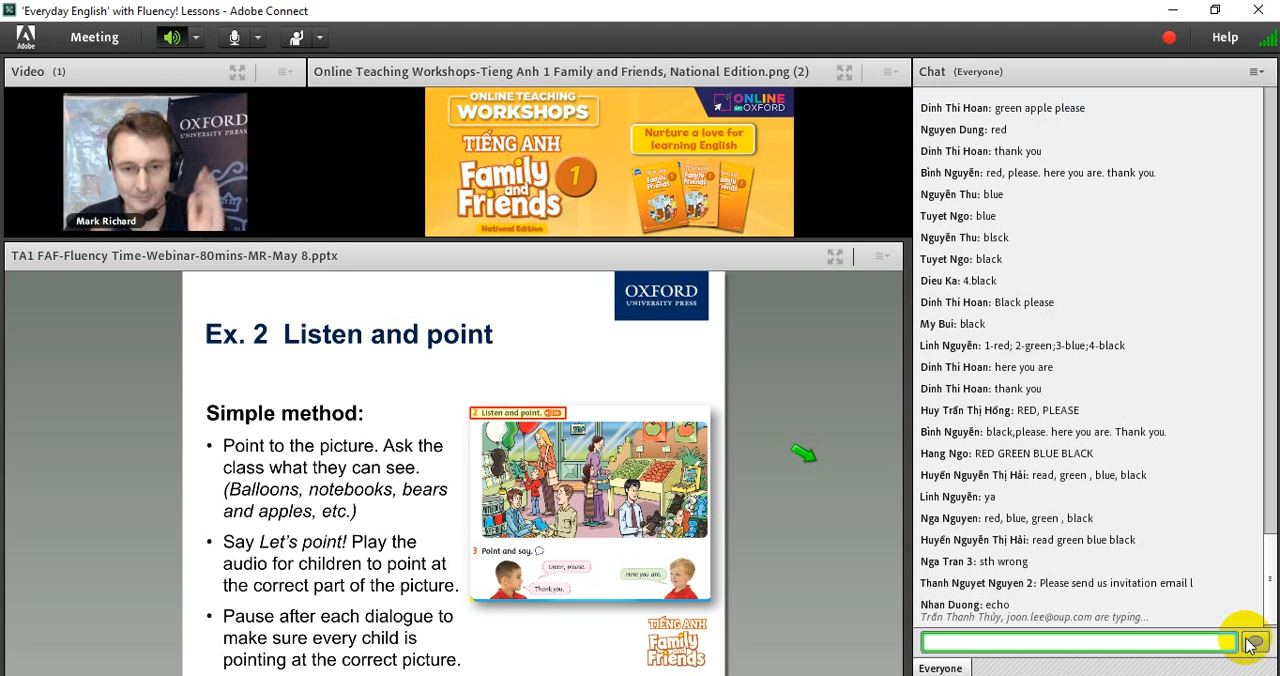 'Everyday English' with Fluency! Lessons - Adobe Connect
Adobe
Meeting
Help
Video (1)
OXFORD
UNIVERSITY PRESS
Mark Richard
Online Teaching Workshops-Tieng Anh 1 Family and Friends, National Edition.png (2)
ONLINE TEACHING
WORKSHOPS
TIẾNG ANH
Family
and
Friends
1
National Edition
ONLINE
OXFORD
Nurture a love for
learning English
TA1 FAF-Fluency Time-Webinar-80mins-MR-May 8.pptx
OXFORD
UNIVERSITY PRESS
Ex. 2 Listen and point
Simple method:
• Point to the picture. Ask the
class what they can see.
(Balloons, notebooks, bears
and apples, etc.)
• Say Let's point! Play the
audio for children to point at
the correct part of the picture.
• Pause after each dialogue to
make sure every child is
pointing at the correct picture.
2 Listen and point.
3 Point and say.
Green, please.
Here you are.
Thank you.
TIẾNG ANH
Family
and
Friends
Chat (Everyone)
Dinh Thi Hoan: green apple please
Nguyen Dung: red
Dinh Thi Hoan: thank you
Bình Nguyễn: red, please. here you are. thank you.
Nguyễn Thu: blue
Tuyet Ngo: blue
Nguyễn Thu: blsck
Tuyet Ngo: black
Dieu Ka: 4.black
Dinh Thi Hoan: Black please
My Bui: black
Linh Nguyễn: 1-red; 2-green;3-blue;4-black
Dinh Thi Hoan: here you are
Dinh Thi Hoan: thank you
Huy Trần Thị Hồng: RED, PLEASE
Bình Nguyễn: black,please. here you are. Thank you.
Hang Ngo: RED GREEN BLUE BLACK
Huyển Nguyễn Thị Hải: read, green , blue, black
Linh Nguyễn: ya
Nga Nguyen: red, blue, green , black
Huyển Nguyễn Thị Hải: read green blue black
Nga Tran 3: sth wrong
Thanh Nguyet Nguyen 2: Please send us invitation email l
Nhan Duong: echo
Trần Thanh Thủy, joon.lee@oup.com are typing...
Everyone